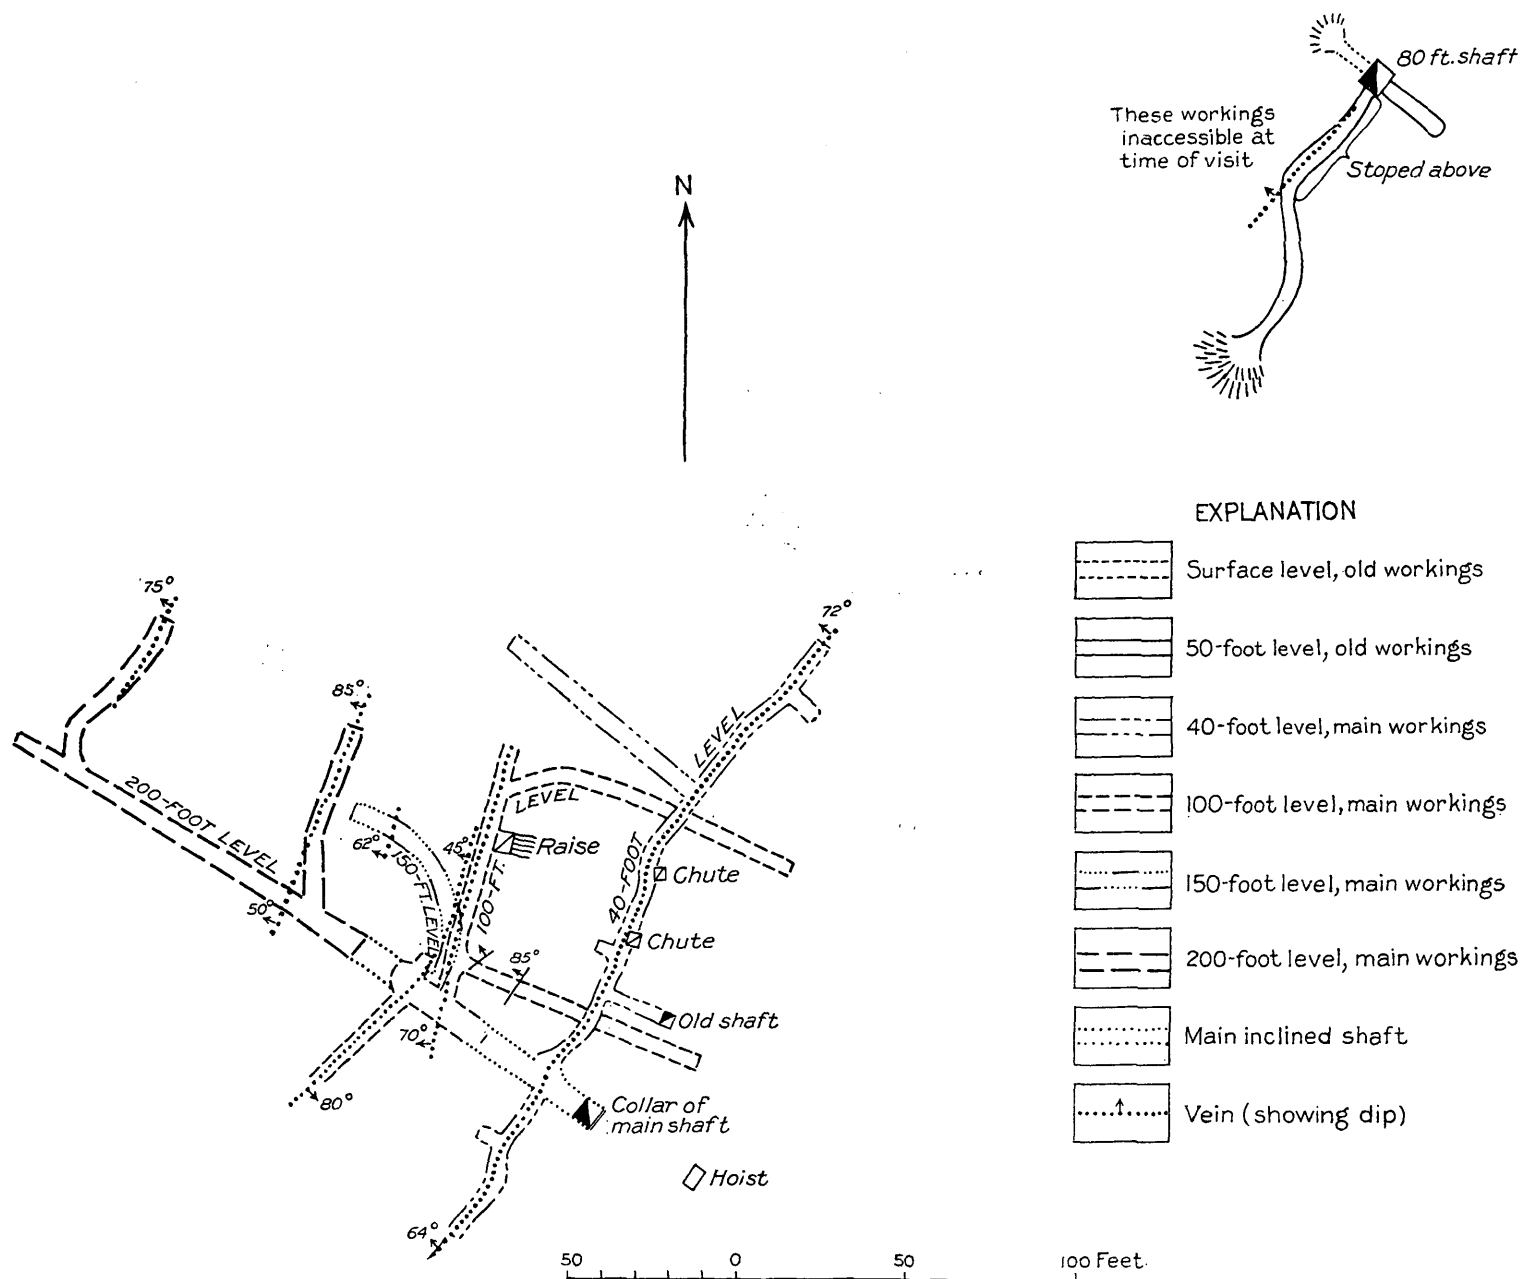 80 ft. shaft
These workings
inaccessible at
time of visit
Stoped above
N
EXPLANATION
Surface level, old workings
50-foot level, old workings
40-foot level, main workings
100-foot level, main workings
150-foot level, main workings
200-foot level, main workings
Main inclined shaft
Vein (showing dip)
75°
85°
72°
200-FOOT LEVEL
LEVEL
LEVEL
62°
150-FT. LEVEL
45°
Raise
100-FT.
40-FOOT
Chute
Chute
50°
85°
Old shaft
70°
80°
Collar of
main shaft
Hoist
64°
50 0 50 100 Feet